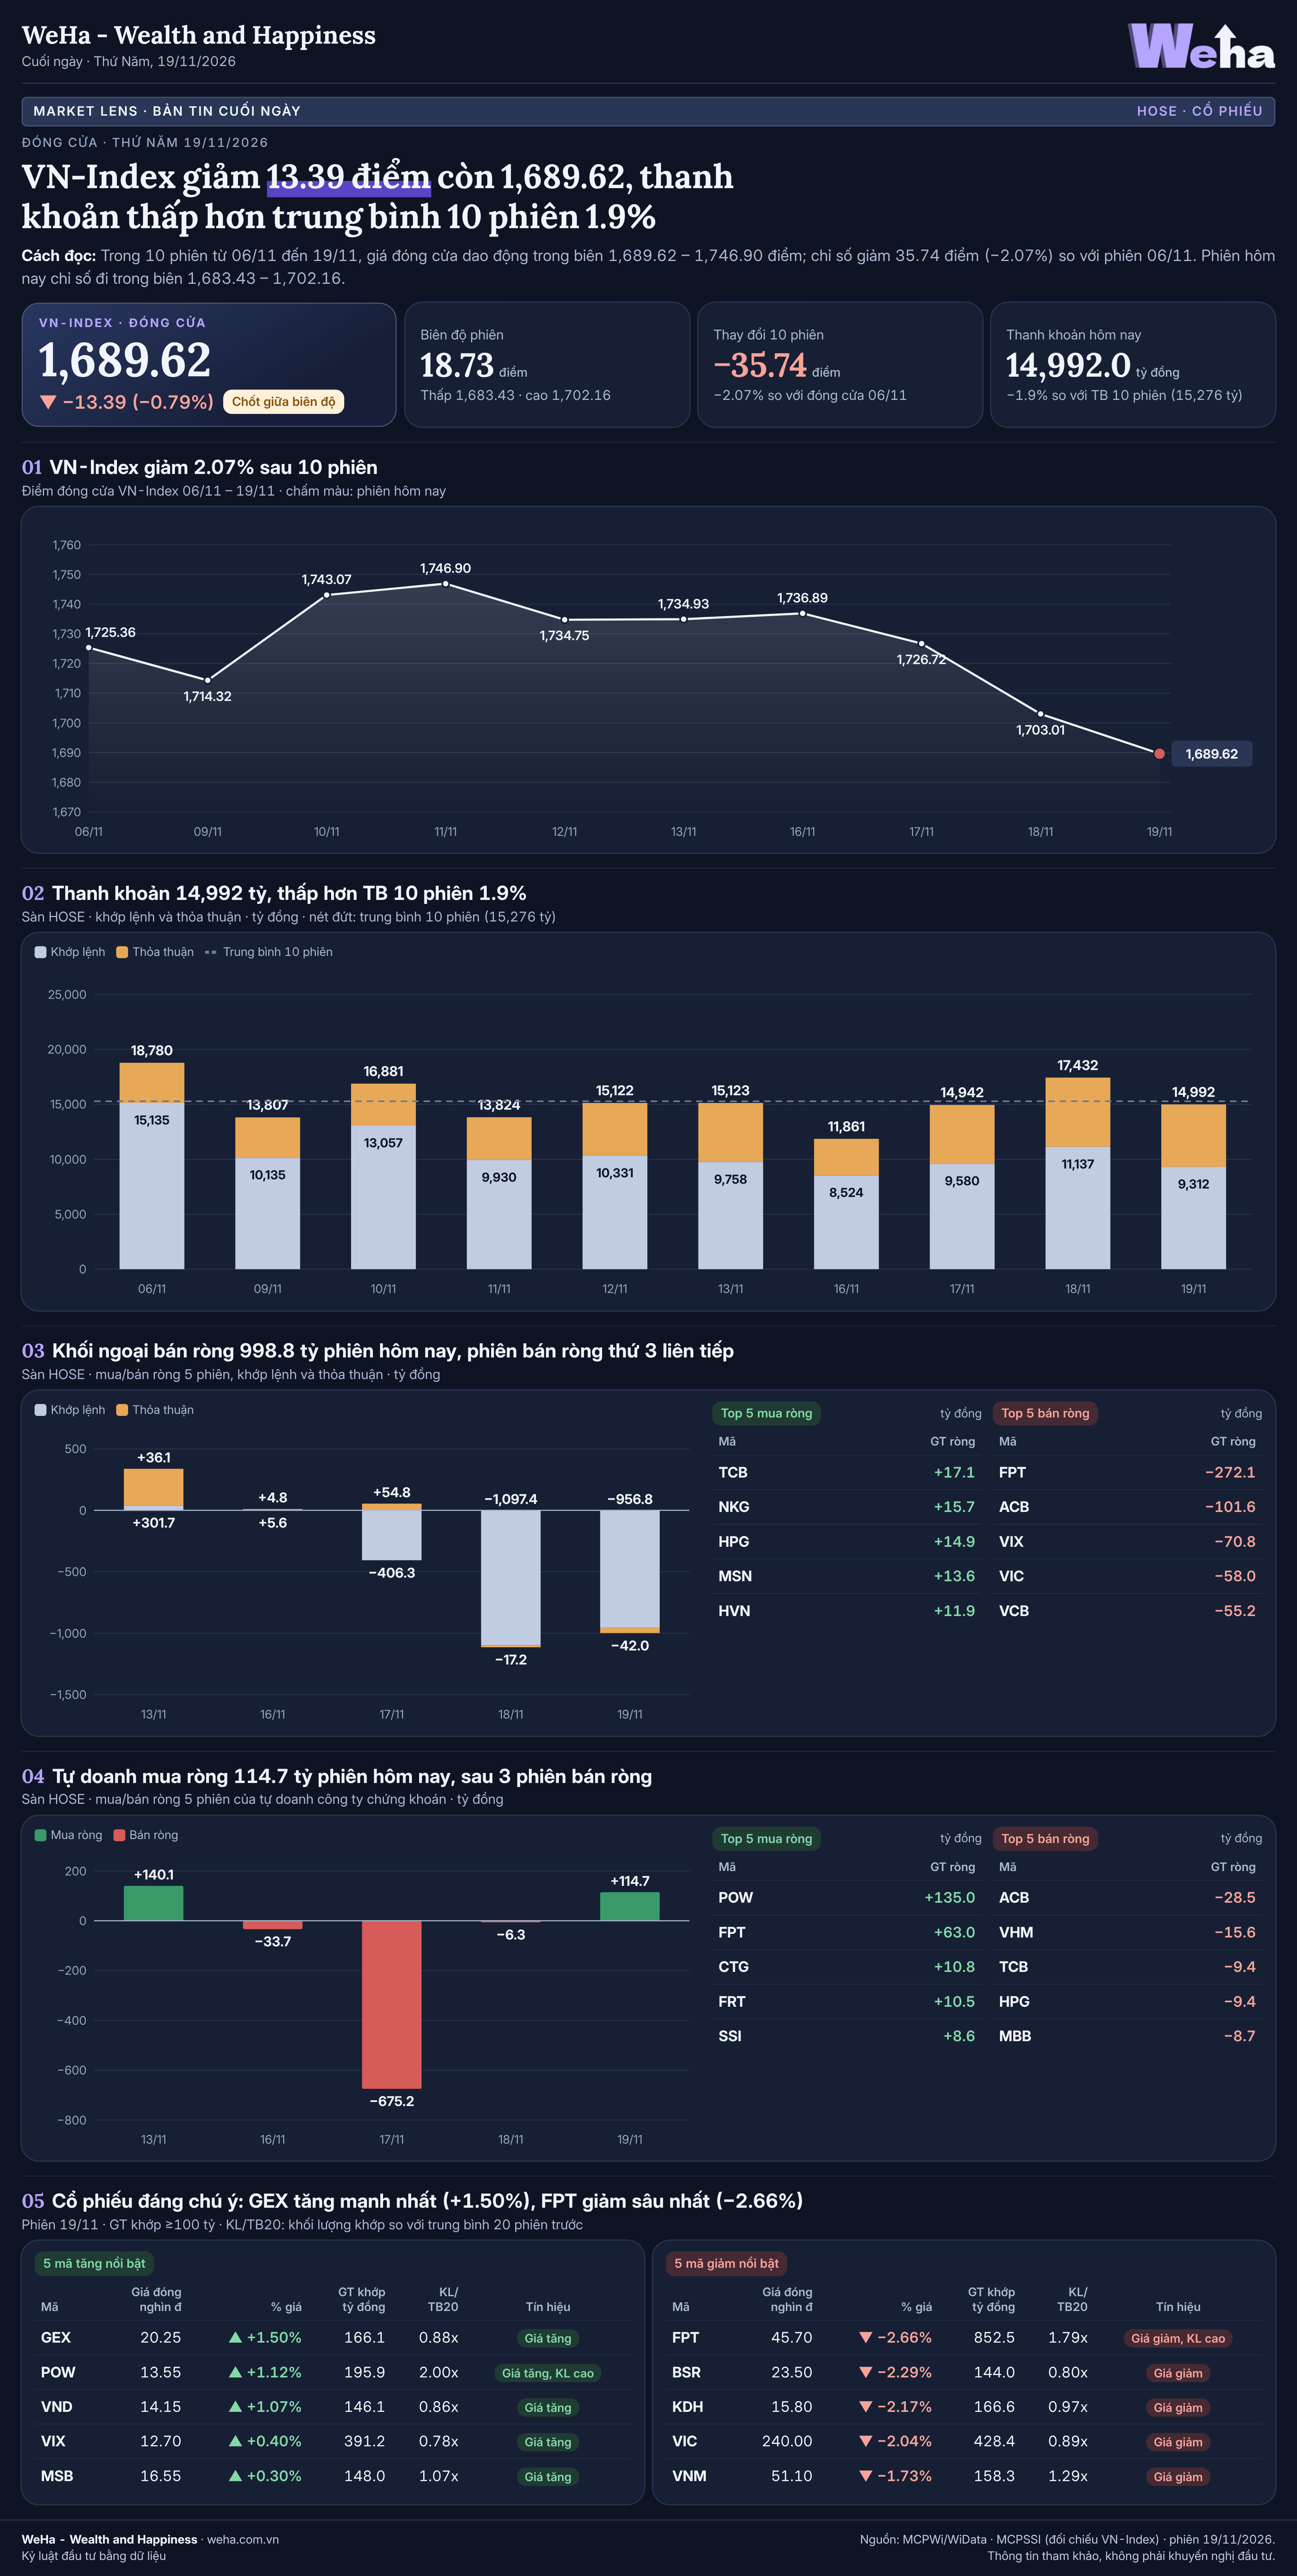 WeHa - Wealth and Happiness
Cuối ngày · Thứ Năm, 19/11/2026
Weha
MARKET LENS · BẢN TIN CUỐI NGÀY
HOSE · CỔ PHIẾU
ĐÓNG CỬA · THỨ NĂM 19/11/2026
VN-Index giảm 13.39 điểm còn 1,689.62, thanh
khoản thấp hơn trung bình 10 phiên 1.9%
Cách đọc: Trong 10 phiên từ 06/11 đến 19/11, giá đóng cửa dao động trong biên 1,689.62 – 1,746.90 điểm; chỉ số giảm 35.74 điểm (−2.07%) so với phiên 06/11. Phiên hôm
nay chỉ số đi trong biên 1,683.43 – 1,702.16.
VN-INDEX · ĐÓNG CỬA
1,689.62
▼ −13.39 (−0.79%) Chốt giữa biên độ
Biên độ phiên
18.73 điểm
Thấp 1,683.43 · cao 1,702.16
Thay đổi 10 phiên
−35.74 điểm
−2.07% so với đóng cửa 06/11
Thanh khoản hôm nay
14,992.0 tỷ đồng
−1.9% so với TB 10 phiên (15,276 tỷ)
01 VN-Index giảm 2.07% sau 10 phiên
Điểm đóng cửa VN-Index 06/11 – 19/11 · chấm màu: phiên hôm nay
1,760
1,750
1,740
1,730
1,720
1,710
1,700
1,690
1,680
1,670
1,725.36
1,714.32
1,743.07
1,746.90
1,734.75
1,734.93
1,736.89
1,726.72
1,703.01
1,689.62
06/11 09/11 10/11 11/11 12/11 13/11 16/11 17/11 18/11 19/11
02 Thanh khoản 14,992 tỷ, thấp hơn TB 10 phiên 1.9%
Sàn HOSE · khớp lệnh và thỏa thuận · tỷ đồng · nét đứt: trung bình 10 phiên (15,276 tỷ)
Khớp lệnh Thỏa thuận Trung bình 10 phiên
25,000
20,000
15,000
10,000
5,000
0
18,780 13,807 16,881 13,824 15,122 15,123 11,861 14,942 17,432 14,992
15,135 10,135 13,057 9,930 10,331 9,758 8,524 9,580 11,137 9,312
06/11 09/11 10/11 11/11 12/11 13/11 16/11 17/11 18/11 19/11
03 Khối ngoại bán ròng 998.8 tỷ phiên hôm nay, phiên bán ròng thứ 3 liên tiếp
Sàn HOSE · mua/bán ròng 5 phiên, khớp lệnh và thỏa thuận · tỷ đồng
Khớp lệnh Thỏa thuận
500
0
−500
−1,000
−1,500
+36.1 +4.8 +54.8 −1,097.4 −956.8
+301.7 +5.6 −406.3 −17.2 −42.0
13/11 16/11 17/11 18/11 19/11
Top 5 mua ròng tỷ đồng
Mã GT ròng
TCB +17.1
NKG +15.7
HPG +14.9
MSN +13.6
HVN +11.9
Top 5 bán ròng tỷ đồng
Mã GT ròng
FPT −272.1
ACB −101.6
VIX −70.8
VIC −58.0
VCB −55.2
04 Tự doanh mua ròng 114.7 tỷ phiên hôm nay, sau 3 phiên bán ròng
Sàn HOSE · mua/bán ròng 5 phiên của tự doanh công ty chứng khoán · tỷ đồng
Mua ròng Bán ròng
200
0
−200
−400
−600
−800
+140.1 −33.7 −675.2 −6.3 +114.7
13/11 16/11 17/11 18/11 19/11
Top 5 mua ròng tỷ đồng
Mã GT ròng
POW +135.0
FPT +63.0
CTG +10.8
FRT +10.5
SSI +8.6
Top 5 bán ròng tỷ đồng
Mã GT ròng
ACB −28.5
VHM −15.6
TCB −9.4
HPG −9.4
MBB −8.7
05 Cổ phiếu đáng chú ý: GEX tăng mạnh nhất (+1.50%), FPT giảm sâu nhất (−2.66%)
Phiên 19/11 · GT khớp ≥100 tỷ · KL/TB20: khối lượng khớp so với trung bình 20 phiên trước
5 mã tăng nổi bật
Giá đóng GT khớp KL/
Mã nghìn đ % giá tỷ đồng TB20 Tín hiệu
GEX 20.25 ▲ +1.50% 166.1 0.88x Giá tăng
POW 13.55 ▲ +1.12% 195.9 2.00x Giá tăng, KL cao
VND 14.15 ▲ +1.07% 146.1 0.86x Giá tăng
VIX 12.70 ▲ +0.40% 391.2 0.78x Giá tăng
MSB 16.55 ▲ +0.30% 148.0 1.07x Giá tăng
5 mã giảm nổi bật
Giá đóng GT khớp KL/
Mã nghìn đ % giá tỷ đồng TB20 Tín hiệu
FPT 45.70 ▼ −2.66% 852.5 1.79x Giá giảm, KL cao
BSR 23.50 ▼ −2.29% 144.0 0.80x Giá giảm
KDH 15.80 ▼ −2.17% 166.6 0.97x Giá giảm
VIC 240.00 ▼ −2.04% 428.4 0.89x Giá giảm
VNM 51.10 ▼ −1.73% 158.3 1.29x Giá giảm
WeHa - Wealth and Happiness · weha.com.vn
Kỷ luật đầu tư bằng dữ liệu
Nguồn: MCPWi/WiData · MCPSSI (đối chiếu VN-Index) · phiên 19/11/2026.
Thông tin tham khảo, không phải khuyến nghị đầu tư.